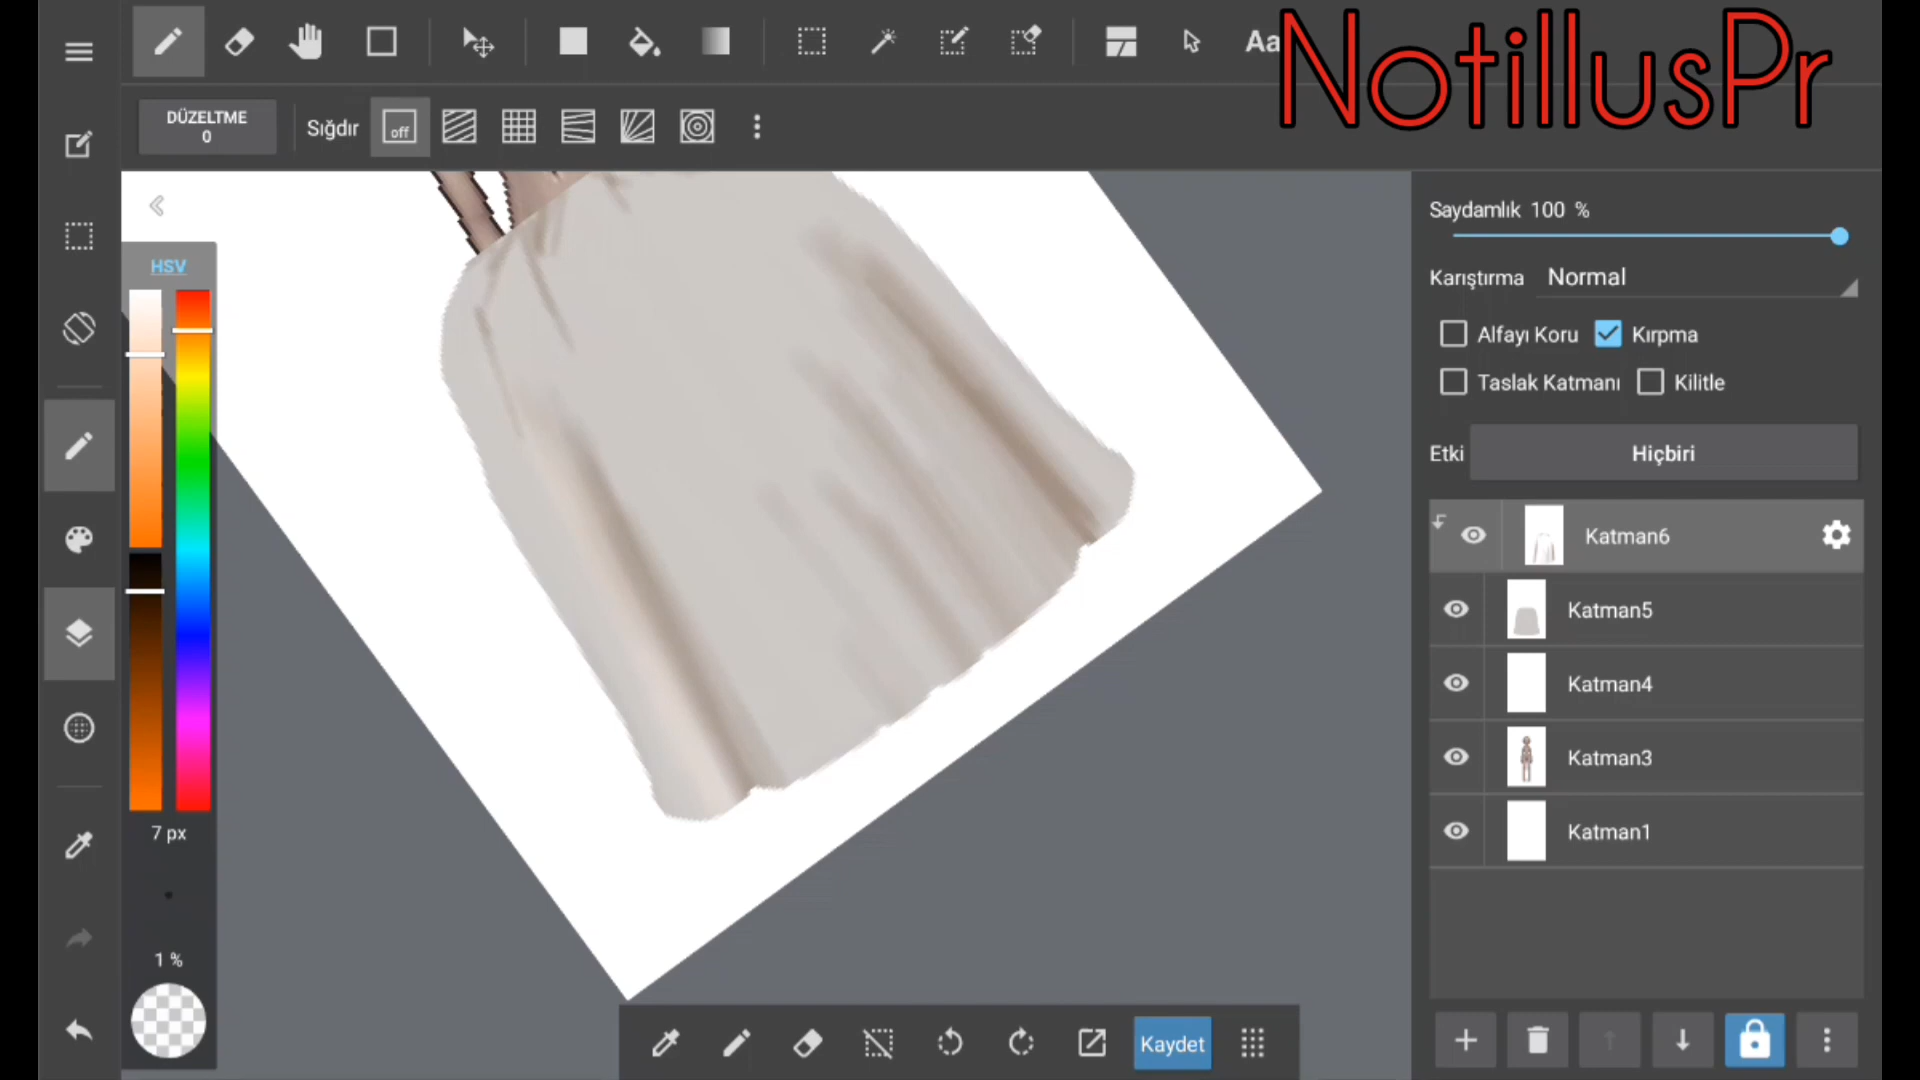 Aa
NotillusPr
DÜZELTME
0
Sığdır
off
HSV
Saydamlık 100 %
Karıştırma Normal
Alfayı Koru
Kırpma
Taslak Katmanı
Kilitle
Etki
Hiçbiri
Katman6
Katman5
Katman4
Katman3
Katman1
7 px
1 %
Kaydet